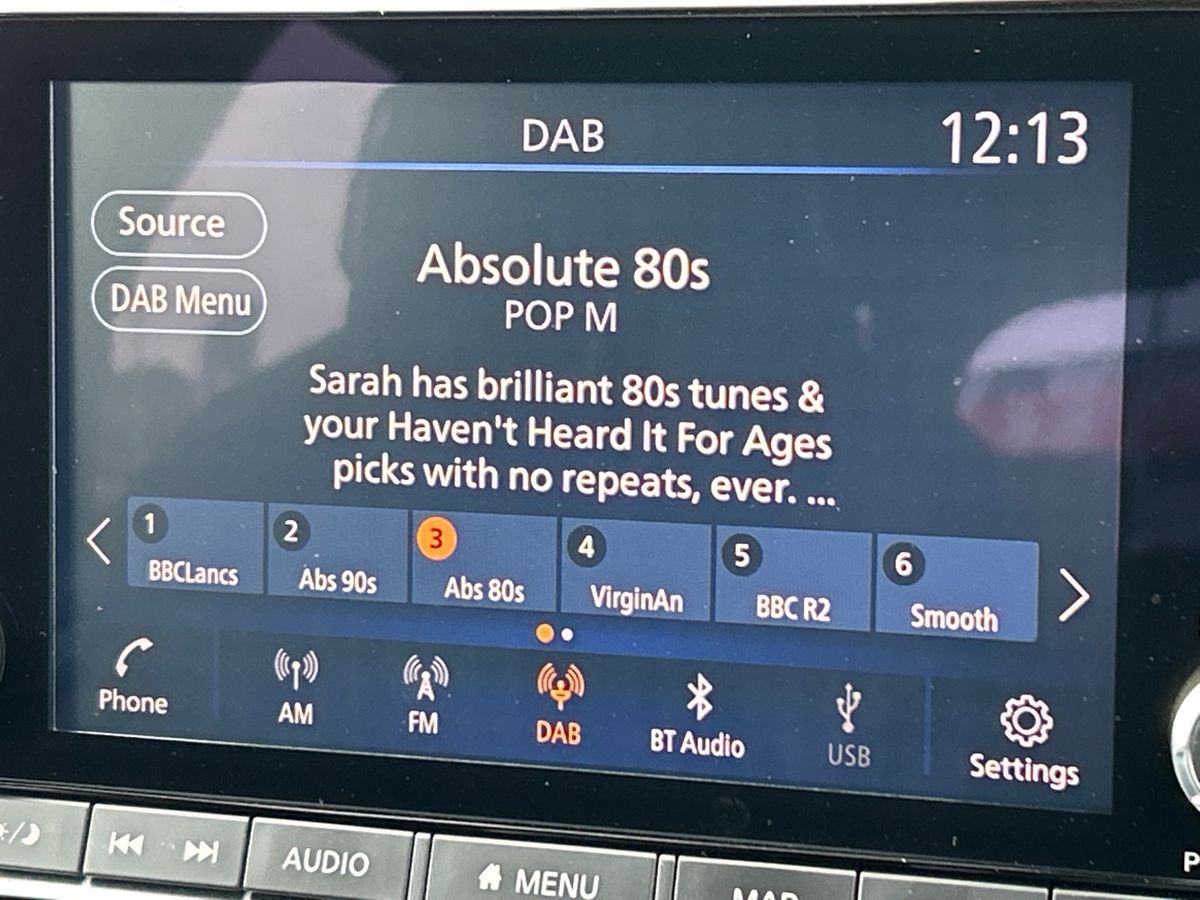 DAB
12:13
Source
DAB Menu
Absolute 80s
POP M
Sarah has brilliant 80s tunes &
your Haven't Heard It For Ages
picks with no repeats, ever. ...
1 BBCLancs
2 Abs 90s
3 Abs 80s
4 VirginAn
5 BBC R2
6 Smooth
Phone
AM
FM
DAB
BT Audio
USB
Settings
AUDIO
MENU
MAP